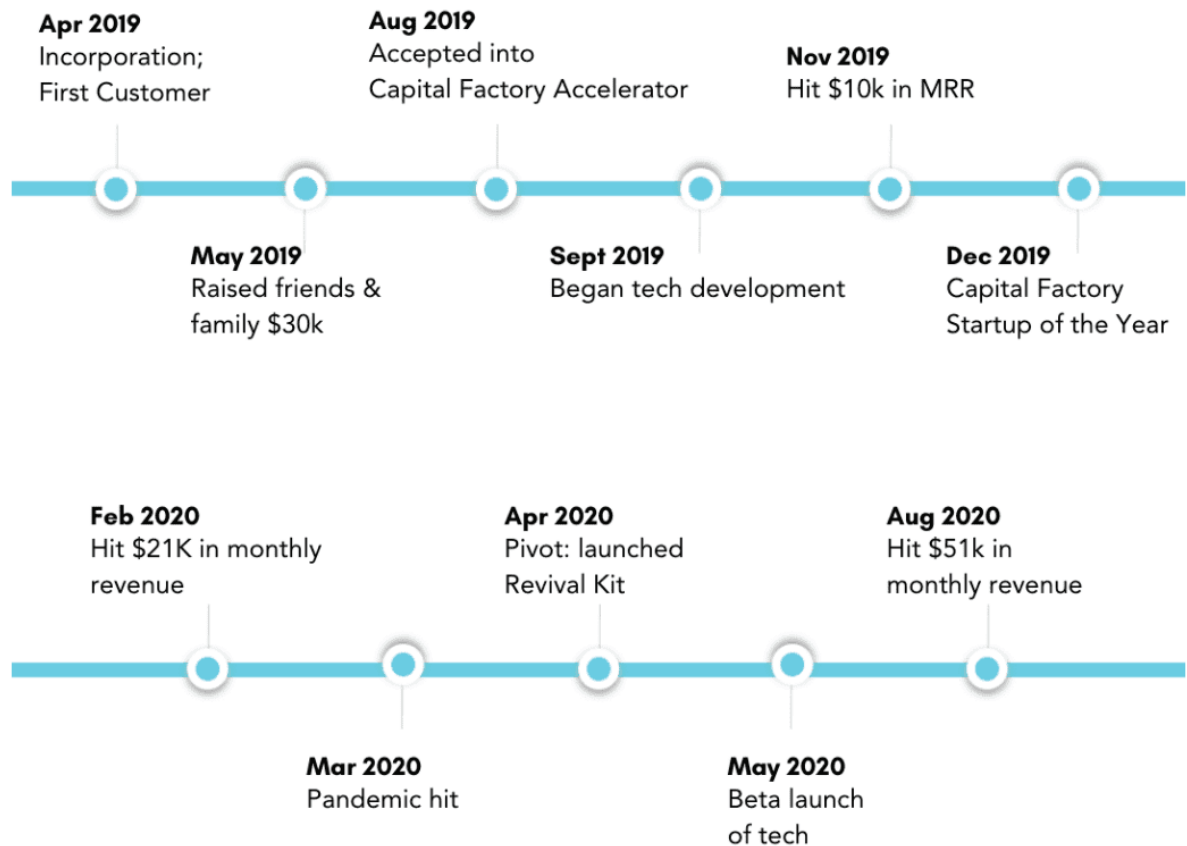 Apr 2019
Incorporation;
First Customer
May 2019
Raised friends &
family $30k
Aug 2019
Accepted into
Capital Factory Accelerator
Sept 2019
Began tech development
Nov 2019
Hit $10k in MRR
Dec 2019
Capital Factory
Startup of the Year
Feb 2020
Hit $21K in monthly
revenue
Mar 2020
Pandemic hit
Apr 2020
Pivot: launched
Revival Kit
May 2020
Beta launch
of tech
Aug 2020
Hit $51k in
monthly revenue